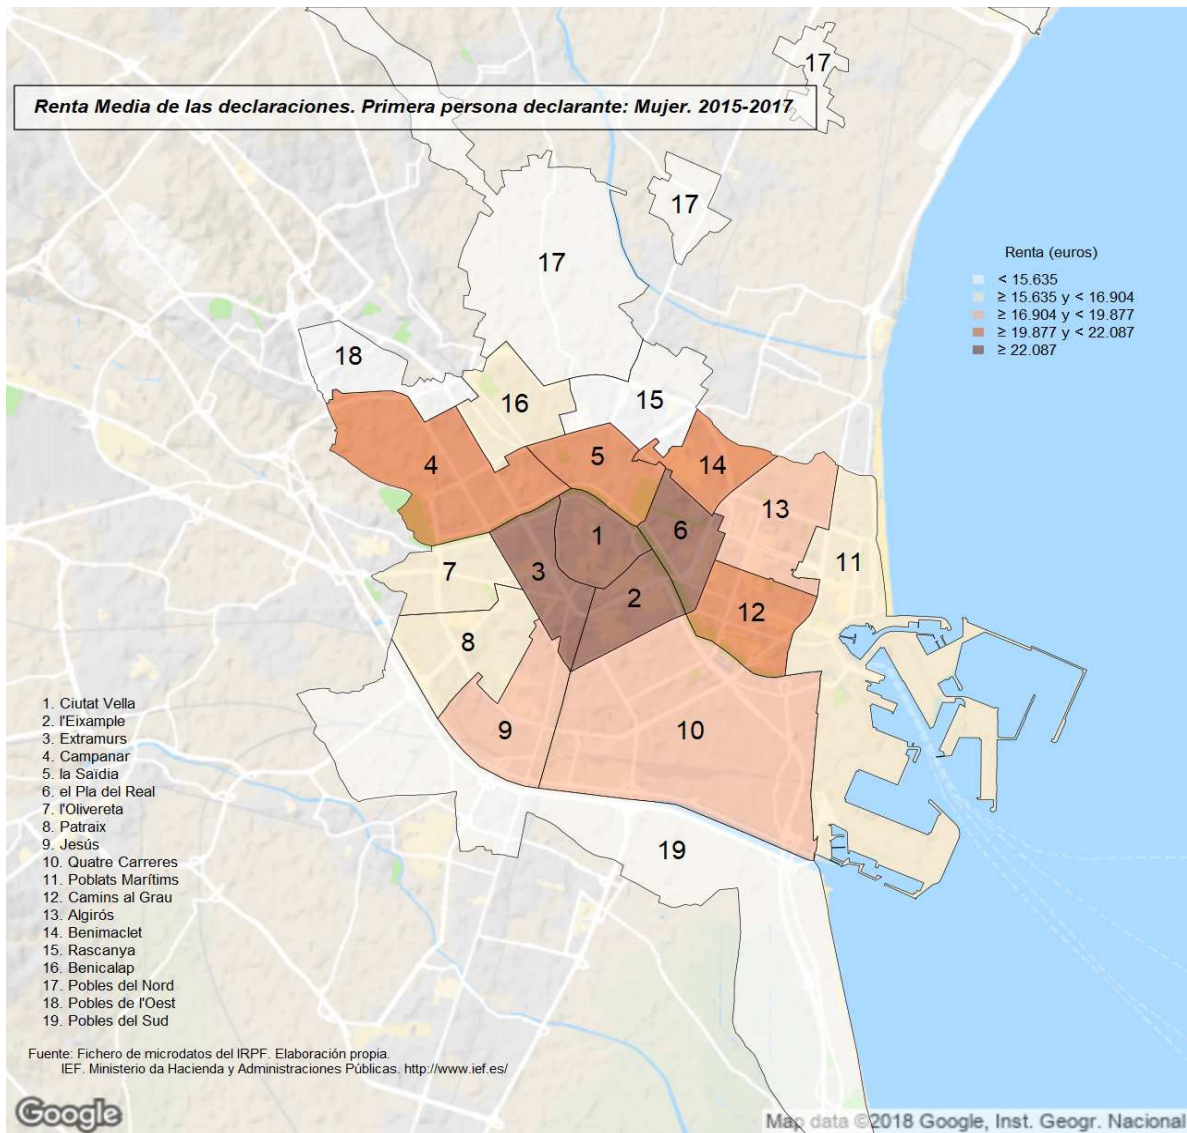 17
Renta Media de las declaraciones. Primera persona declarante: Mujer. 2015-2017
17
17
Renta (euros)
< 15.635
≥ 15.635 y < 16.904
≥ 16.904 y < 19.877
≥ 19.877 y < 22.087
≥ 22.087
18
16
15
4
5
14
13
6
1
11
3
7
2
12
8
9
10
19
1. Ciutat Vella
2. l'Eixample
3. Extramurs
4. Campanar
5. la Saïdia
6. el Pla del Real
7. l'Olivereta
8. Patraix
9. Jesús
10. Quatre Carreres
11. Poblats Marítims
12. Camins al Grau
13. Algirós
14. Benimaclet
15. Rascanya
16. Benicalap
17. Pobles del Nord
18. Pobles de l'Oest
19. Pobles del Sud
Fuente: Fichero de microdatos del IRPF. Elaboración propia.
IEF. Ministerio da Hacienda y Administraciones Públicas. http://www.ief.es/
Google
Map data ©2018 Google, Inst. Geogr. Nacional